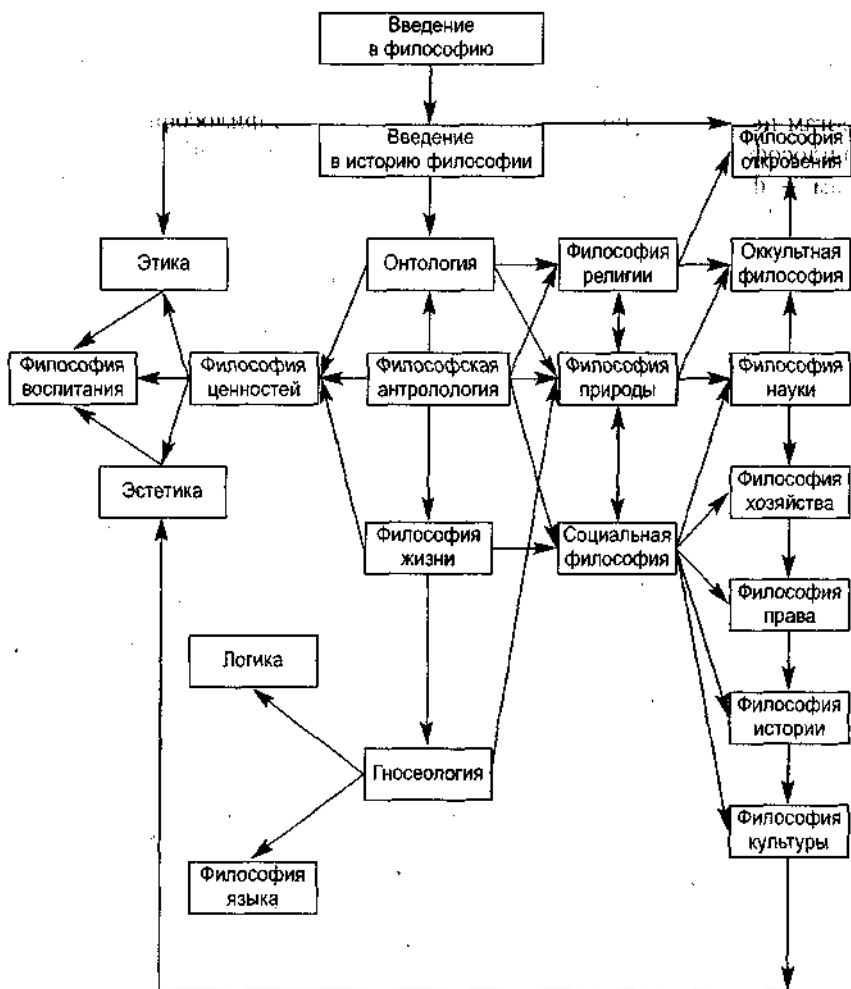 Введение
в философию
Введение
в историю философии
Философия
откровения
Этика
Онтология
Философия
религии
Оккультная
философия
Философия
воспитания
Философия
ценностей
Философская
антропология
Философия
природы
Философия
науки
Эстетика
Философия
хозяйства
Философия
жизни
Социальная
философия
Философия
права
Логика
Философия
истории
Гносеология
Философия
культуры
Философия
языка